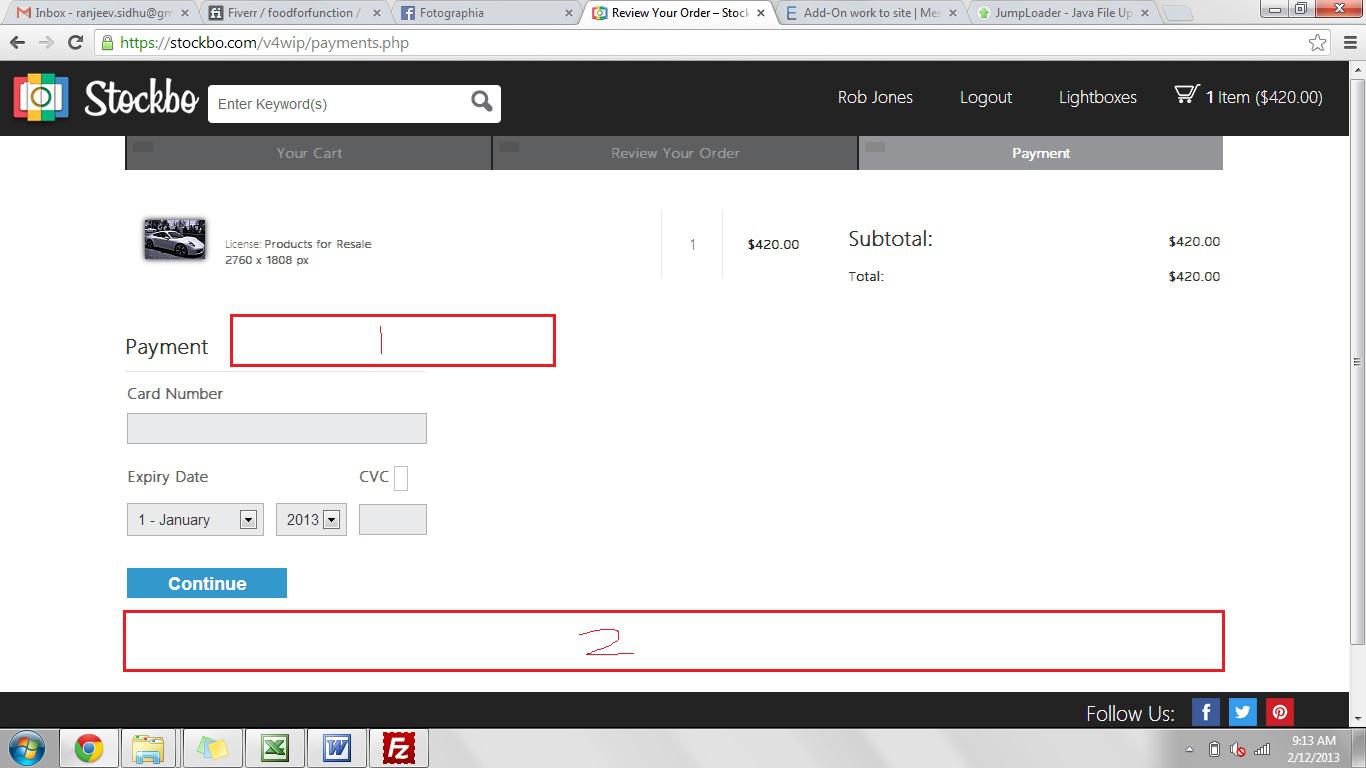 Inbox - ranjeev.sidhu@gm
Fiverr / foodforfunction /
Fotographia
Review Your Order – Stock
Add-On work to site | Mes
JumpLoader - Java File Up
https://stockbo.com/v4wip/payments.php
Stockbo
Enter Keyword(s)
Rob Jones
Logout
Lightboxes
1 Item ($420.00)
Your Cart
Review Your Order
Payment
License: Products for Resale
2760 x 1808 px
1
$420.00
Subtotal:
$420.00
Total:
$420.00
Payment
1
Card Number
Expiry Date
CVC
1 - January
2013
Continue
2
Follow Us:
9:13 AM
2/12/2013